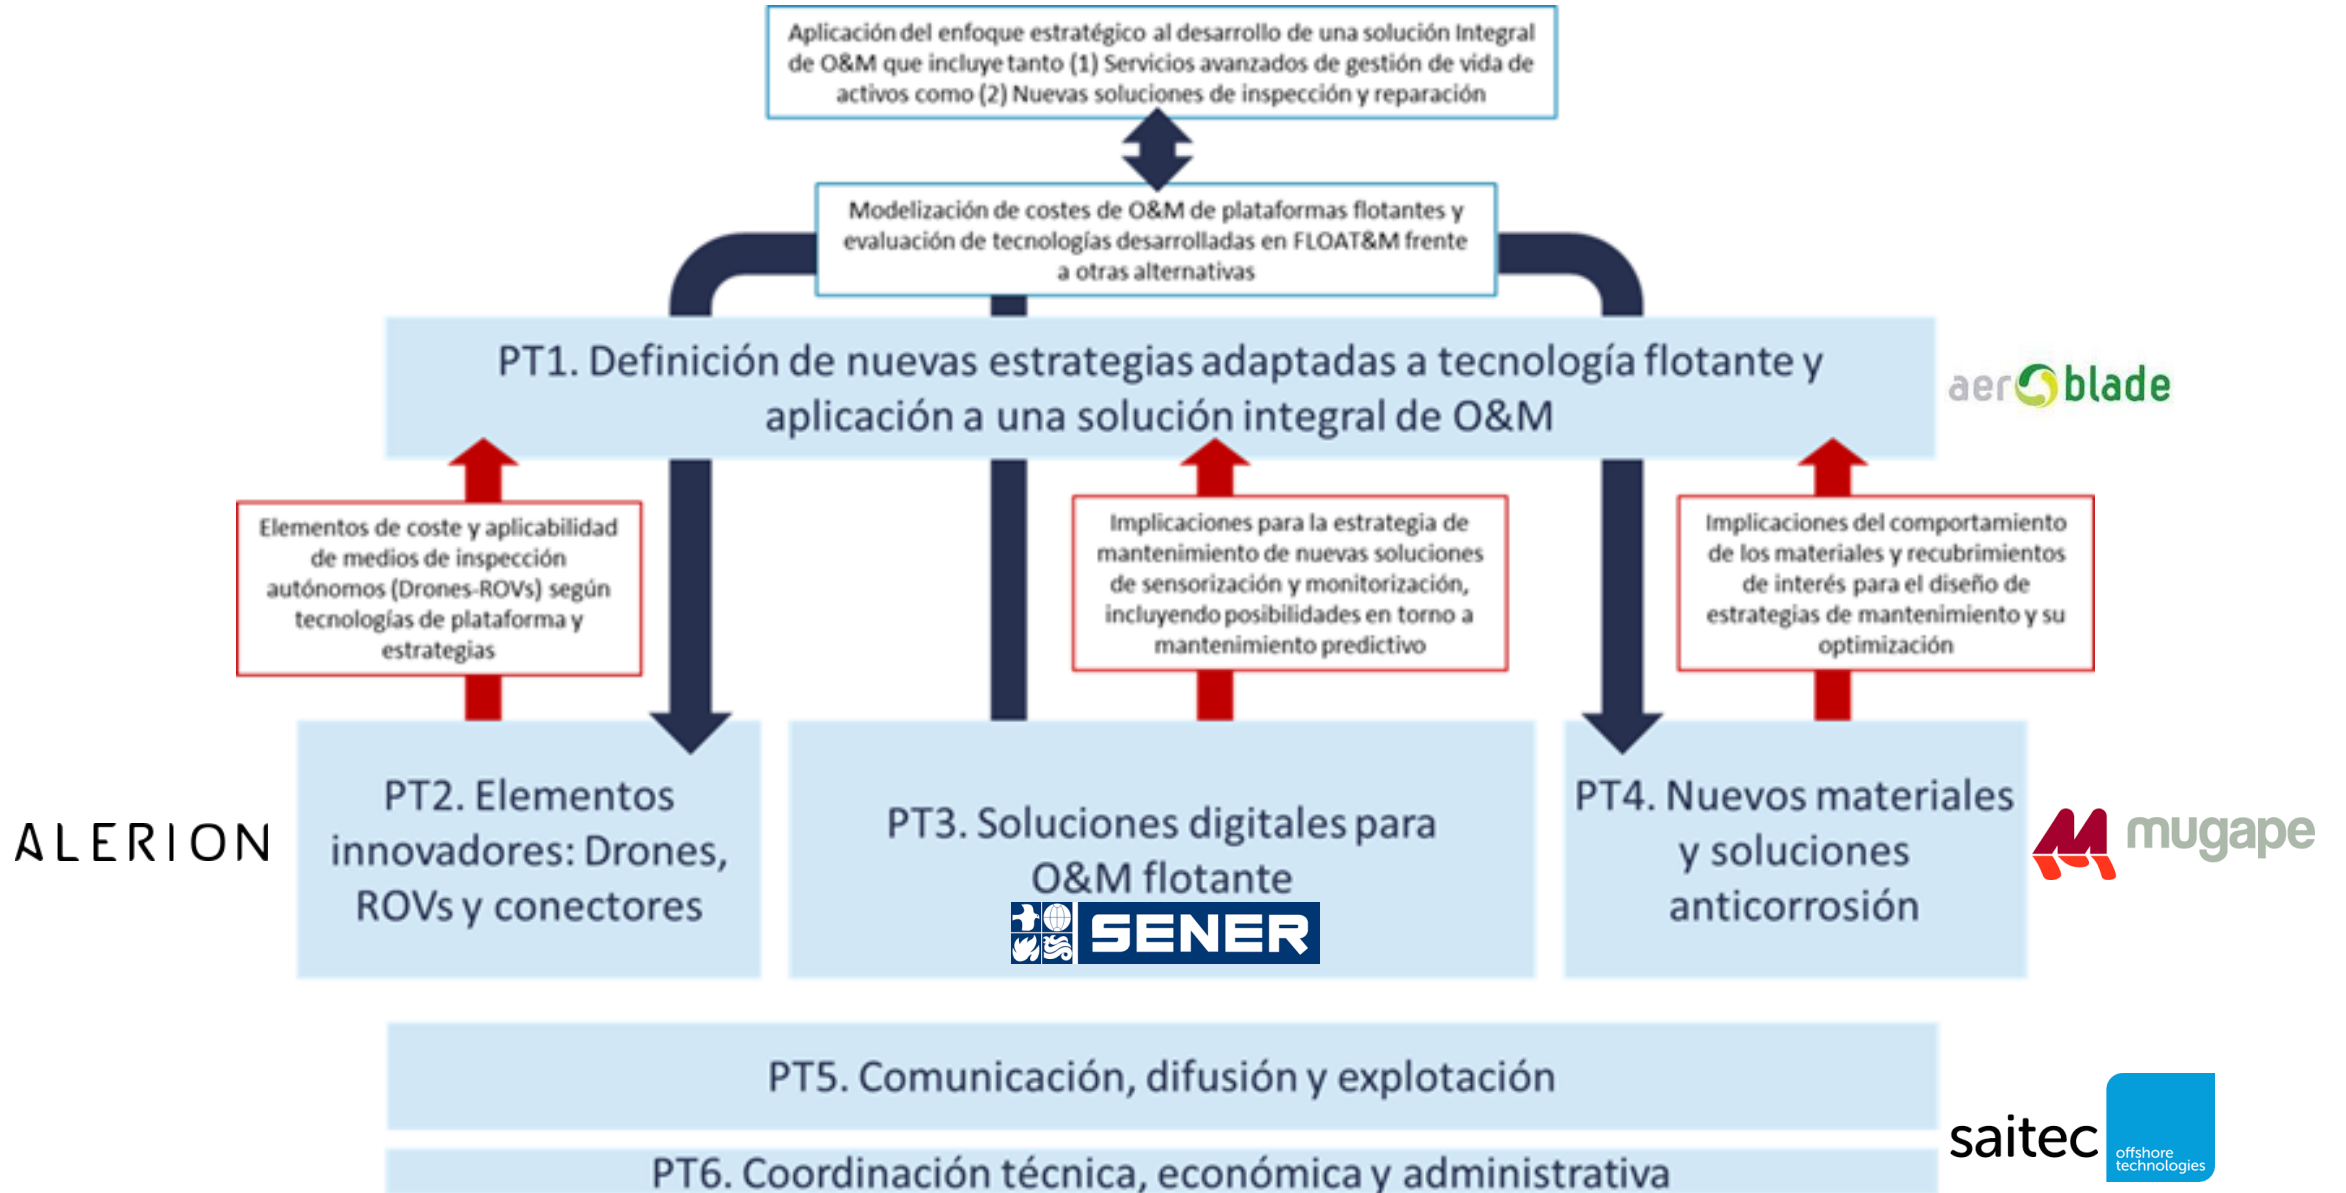 Aplicación del enfoque estratégico al desarrollo de una solución Integral
de O&M que incluye tanto (1) Servicios avanzados de gestión de vida de
activos como (2) Nuevas soluciones de inspección y reparación
Modelización de costes de O&M de plataformas flotantes y
evaluación de tecnologías desarrolladas en FLOAT&M frente
a otras alternativas
PT1. Definición de nuevas estrategias adaptadas a tecnología flotante y
aplicación a una solución integral de O&M
aeroblade
Elementos de coste y aplicabilidad
de medios de inspección
autónomos (Drones-ROVs) según
tecnologías de plataforma y
estrategias
Implicaciones para la estrategia de
mantenimiento de nuevas soluciones
de sensorización y monitorización,
incluyendo posibilidades en torno a
mantenimiento predictivo
Implicaciones del comportamiento
de los materiales y recubrimientos
de interés para el diseño de
estrategias de mantenimiento y su
optimización
ALERION
PT2. Elementos
innovadores: Drones,
ROVs y conectores
PT3. Soluciones digitales para
O&M flotante
SENER
PT4. Nuevos materiales
y soluciones
anticorrosión
mugape
PT5. Comunicación, difusión y explotación
PT6. Coordinación técnica, económica y administrativa
saitec
offshore
technologies